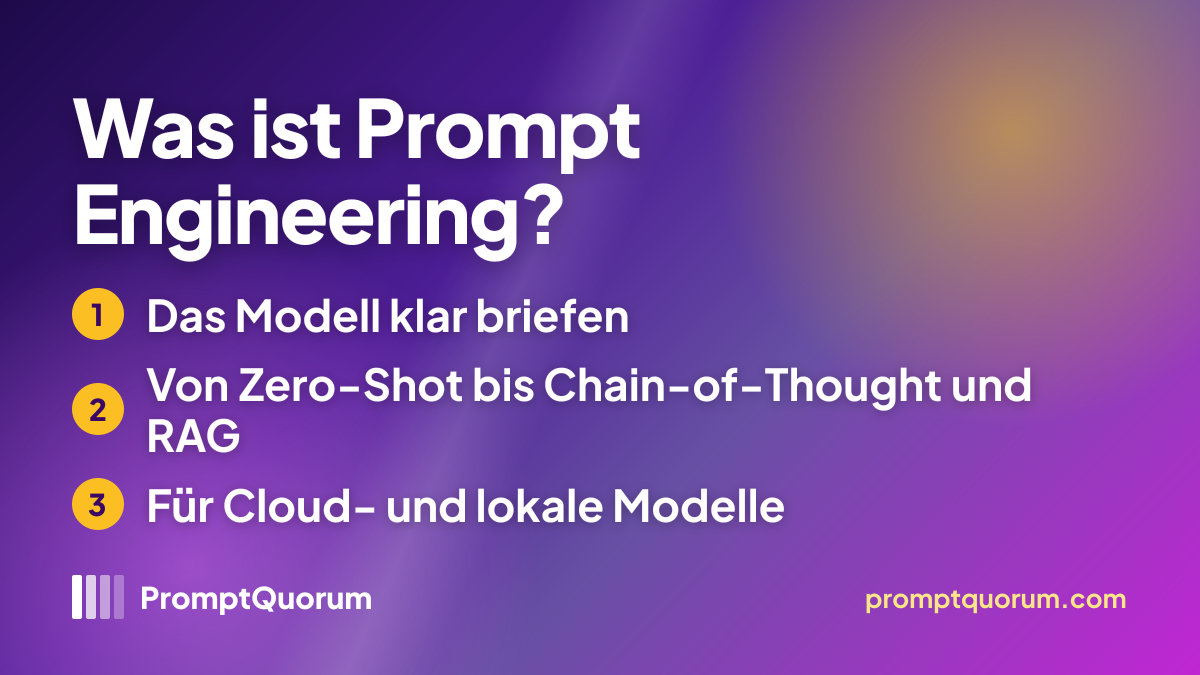 Was ist Prompt
Engineering?
1 Das Modell klar briefen
2 Von Zero-Shot bis Chain-of-Thought und
RAG
3 Für Cloud- und lokale Modelle
PromptQuorum
promptquorum.com